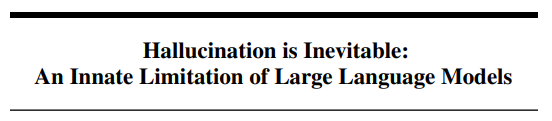 Hallucination is Inevitable:
An Innate Limitation of Large Language Models